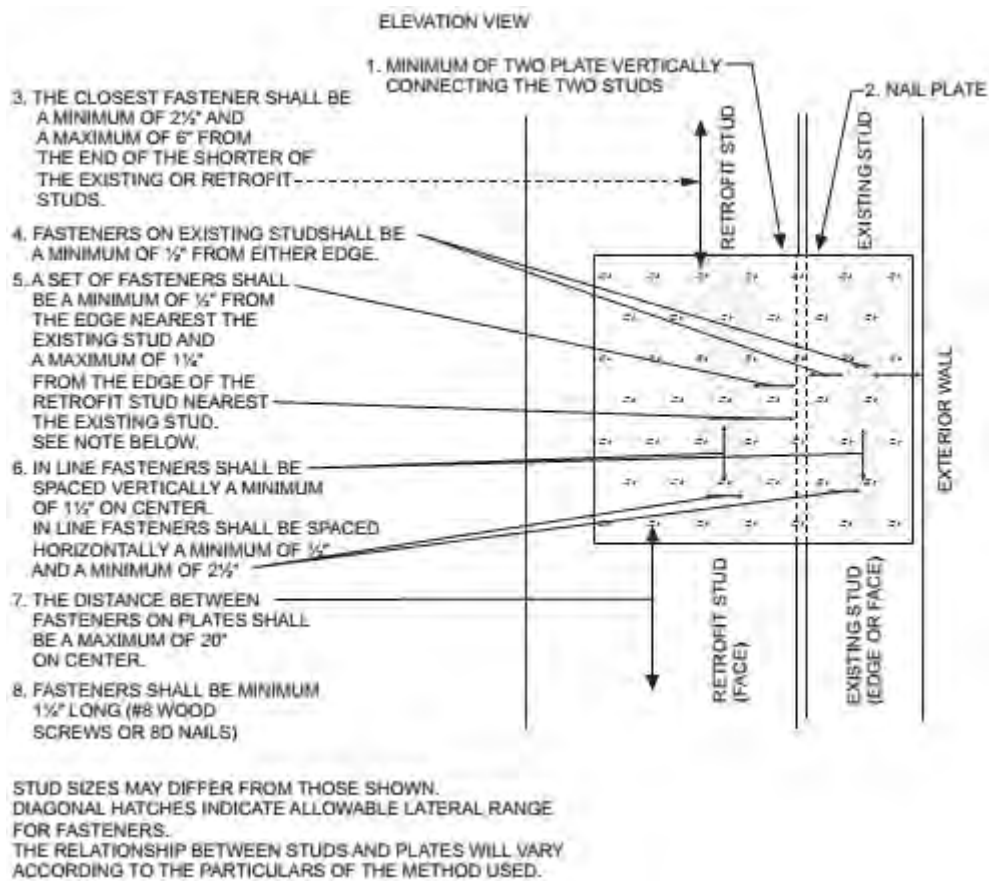 ELEVATION VIEW
1. MINIMUM OF TWO PLATE VERTICALLY
CONNECTING THE TWO STUDS
2. NAIL PLATE
3. THE CLOSEST FASTENER SHALL BE
A MINIMUM OF 2½" AND
A MAXIMUM OF 6" FROM
THE END OF THE SHORTER OF
THE EXISTING OR RETROFIT
STUDS.
RETROFIT STUD
EXISTING STUD
4. FASTENERS ON EXISTING STUDSHALL BE
A MINIMUM OF ½" FROM EITHER EDGE.
5. A SET OF FASTENERS SHALL
BE A MINIMUM OF ½" FROM
THE EDGE NEAREST THE
EXISTING STUD AND
A MAXIMUM OF 1¼"
FROM THE EDGE OF THE
RETROFIT STUD NEAREST
THE EXISTING STUD.
SEE NOTE BELOW.
EXTERIOR WALL
6. IN LINE FASTENERS SHALL BE
SPACED VERTICALLY A MINIMUM
OF 1½" ON CENTER.
IN LINE FASTENERS SHALL BE SPACED
HORIZONTALLY A MINIMUM OF ½"
AND A MINIMUM OF 2½"
7. THE DISTANCE BETWEEN
FASTENERS ON PLATES SHALL
BE A MAXIMUM OF 20"
ON CENTER.
RETROFIT STUD
(FACE)
EXISTING STUD
(EDGE OR FACE)
8. FASTENERS SHALL BE MINIMUM
1¼" LONG (#8 WOOD
SCREWS OR 8D NAILS)
STUD SIZES MAY DIFFER FROM THOSE SHOWN.
DIAGONAL HATCHES INDICATE ALLOWABLE LATERAL RANGE
FOR FASTENERS.
THE RELATIONSHIP BETWEEN STUDS AND PLATES WILL VARY
ACCORDING TO THE PARTICULARS OF THE METHOD USED.